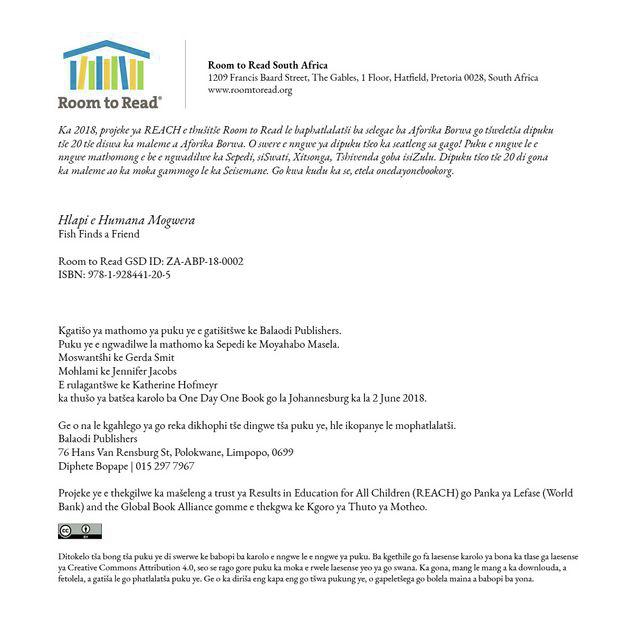 Room to Read®
Room to Read South Africa
1209 Francis Baard Street, The Gables, 1 Floor, Hatfield, Pretoria 0028, South Africa
www.roomtoread.org
Ka 2018, projeke ya REACH e thušitše Room to Read le baphatlalatši ba selegae ba Aforika Borwa go tšweletša dipuku
tše 20 tše diswa ka maleme a Aforika Borwa. O swere e nngwe ya dipuku tšeo ka seatleng sa gago! Puku e nngwe le e
nngwe mathomong e be e ngwadilwe ka Sepedi, siSwati, Xitsonga, Tshivenda goba isiZulu. Dipuku tšeo tše 20 di gona
ka maleme ao ka moka gammogo le ka Seisemane. Go kwa kudu ka se, etela onedayonebookorg.
Hlapi e Humana Mogwera
Fish Finds a Friend
Room to Read GSD ID: ZA-ABP-18-0002
ISBN: 978-1-928441-20-5
Kgatišo ya mathomo ya puku ye e gatišitšwe ke Balaodi Publishers.
Puku ye e ngwadilwe la mathomo ka Sepedi ke Moyahabo Masela.
Moswantšhi ke Gerda Smit
Mohlami ke Jennifer Jacobs
E rulagantšwe ke Katherine Hofmeyr
ka thušo ya batšea karolo ba One Day One Book go la Johannesburg ka la 2 June 2018.
Ge o na le kgahlego ya go reka dikhophi tše dingwe tša puku ye, hle ikopanye le mophatlalatši.
Balaodi Publishers
76 Hans Van Rensburg St, Polokwane, Limpopo, 0699
Diphete Bopape | 015 297 7967
Projeke ye e thekgilwe ka mašeleng a trust ya Results in Education for All Children (REACH) go Panka ya Lefase (World
Bank) and the Global Book Alliance gomme e thekgwa ke Kgoro ya Thuto ya Motheo.
cc BY
Ditokelo tša bong tša puku ye di swerwe ke babopi ba karolo e nngwe le e nngwe ya puku. Ba kgethile go fa laesense karolo ya bona ka tlase ga laesense
ya Creative Commons Attribution 4.0, seo se rago gore puku ka moka e rwele laesense yeo ya go swana. Ka gona, mang le mang a ka downlouda, a
fetolela, a gatiša le go phatlalatša puku ye. Ge o ka diriša eng kapa eng go tšwa pukung ye, o gapeletšega go bolela maina a babopi ba yona.